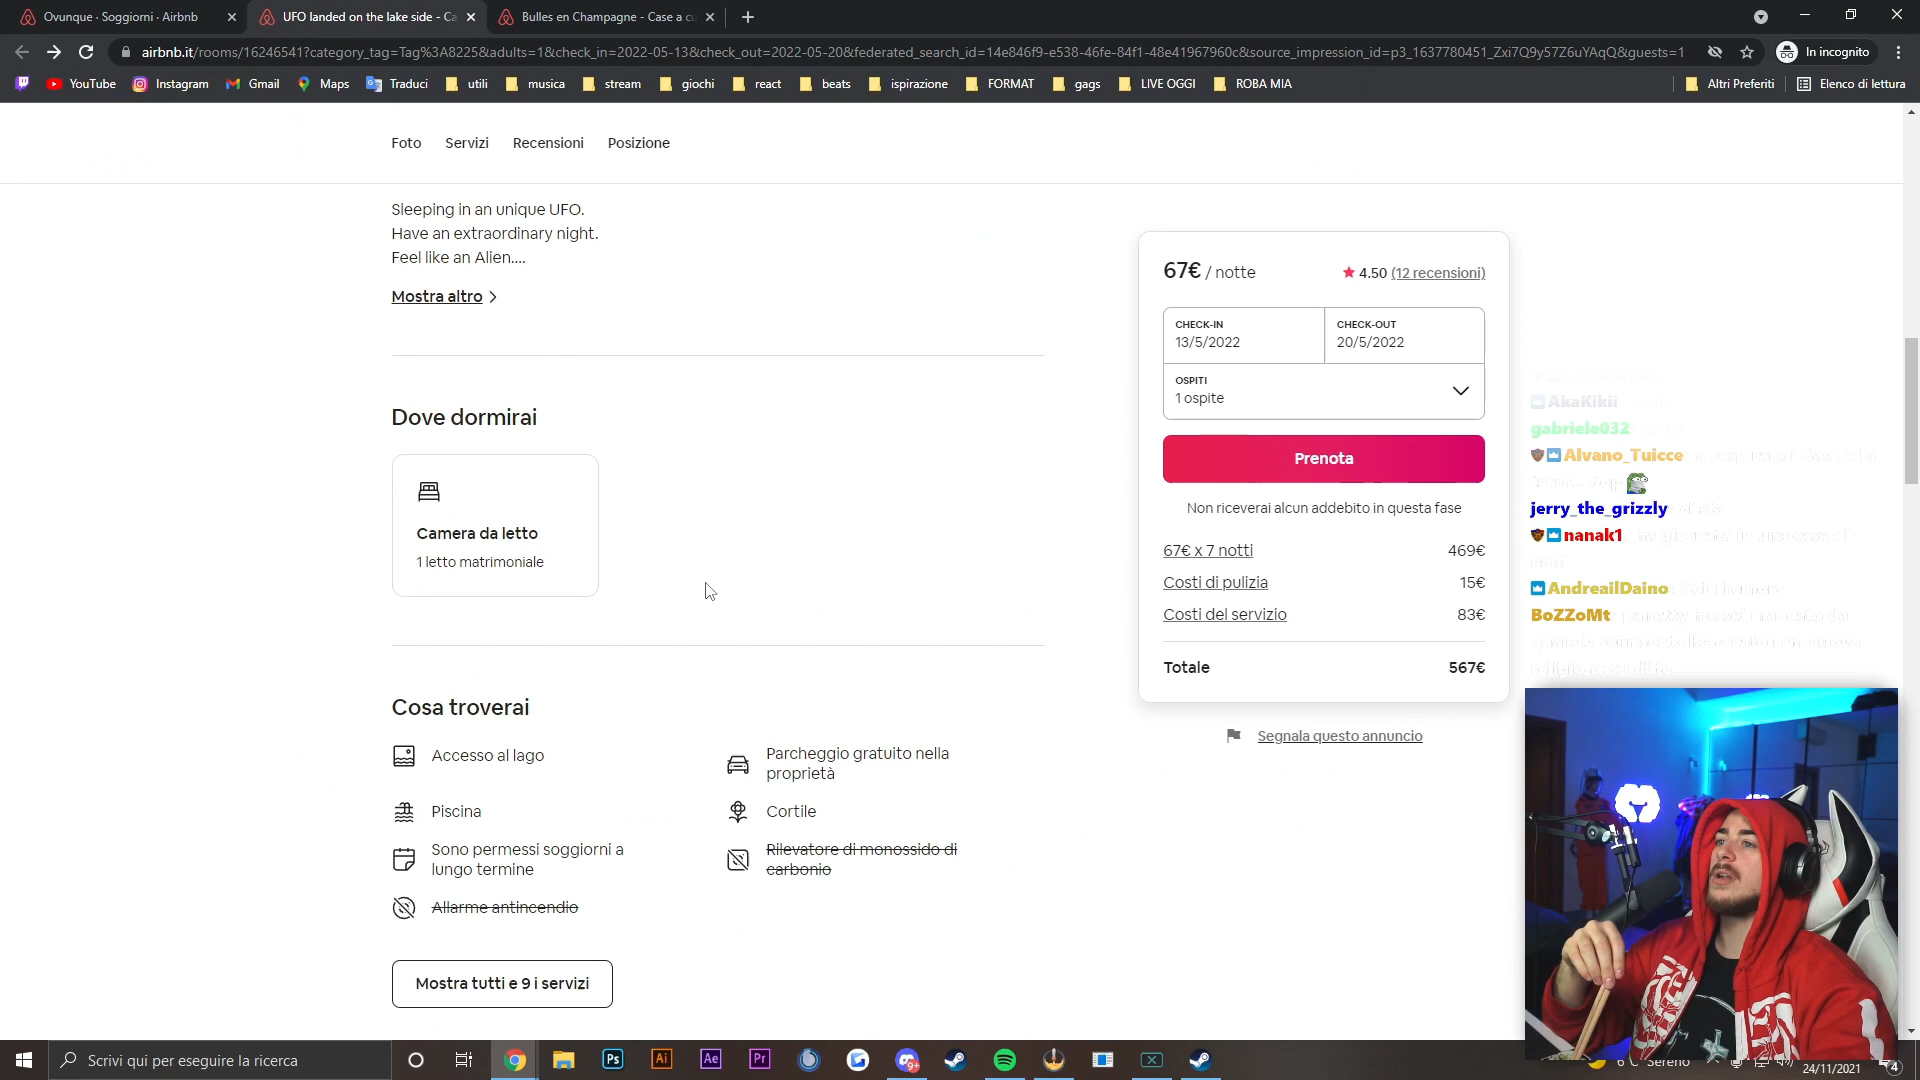 Ovunque · Soggiorni · Airbnb
UFO landed on the lake side - Ca
Bulles en Champagne - Case a c
airbnb.it/rooms/16246541?category_tag=Tag%3A8225&adults=1&check_in=2022-05-13&check_out=2022-05-20&federated_search_id=14e846f9-e538-46fe-84f1-48e41967960c&source_impression_id=p3_1637780451_Zxi7Q9y57Z6uYAqQ&guests=1
In incognito
YouTube
Instagram
Gmail
Maps
Traduci
utili
musica
stream
giochi
react
beats
ispirazione
FORMAT
gags
LIVE OGGI
ROBA MIA
Altri Preferiti
Elenco di lettura
Foto
Servizi
Recensioni
Posizione
Sleeping in an unique UFO.
Have an extraordinary night.
Feel like an Alien....
Mostra altro
Dove dormirai
Camera da letto
1 letto matrimoniale
Cosa troverai
Accesso al lago
Parcheggio gratuito nella
proprietà
Piscina
Cortile
Sono permessi soggiorni a
lungo termine
Rilevatore di monossido di
carbonio
Allarme antincendio
Mostra tutti e 9 i servizi
67€ / notte
4.50 (12 recensioni)
CHECK-IN
13/5/2022
CHECK-OUT
20/5/2022
OSPITI
1 ospite
Prenota
Non riceverai alcun addebito in questa fase
67€ x 7 notti
469€
Costi di pulizia
15€
Costi del servizio
83€
Totale
567€
Segnala questo annuncio
AkaKikii
gabriele032
Alvano_Tuicce
jerry_the_grizzly
nanak1
AndreailDaino
BoZZoMt
Scrivi qui per eseguire la ricerca
Ps
Ai
Ae
Pr
9+
6°C Sereno
24/11/2021
4